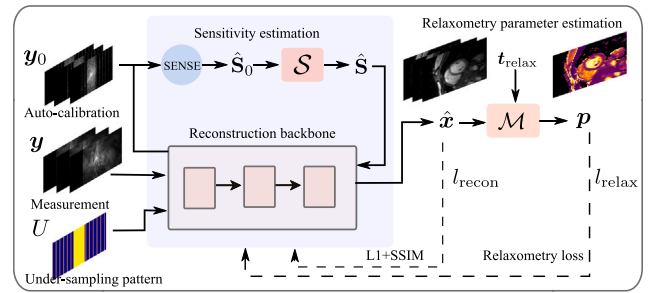 Sensitivity estimation
Relaxometry parameter estimation
y₀
SENSE
Ŝ₀
S
Ŝ
t_relax
Auto-calibration
y
Reconstruction backbone
x̂
M
p
Measurement
l_recon
l_relax
U
L1+SSIM
Relaxometry loss
Under-sampling pattern